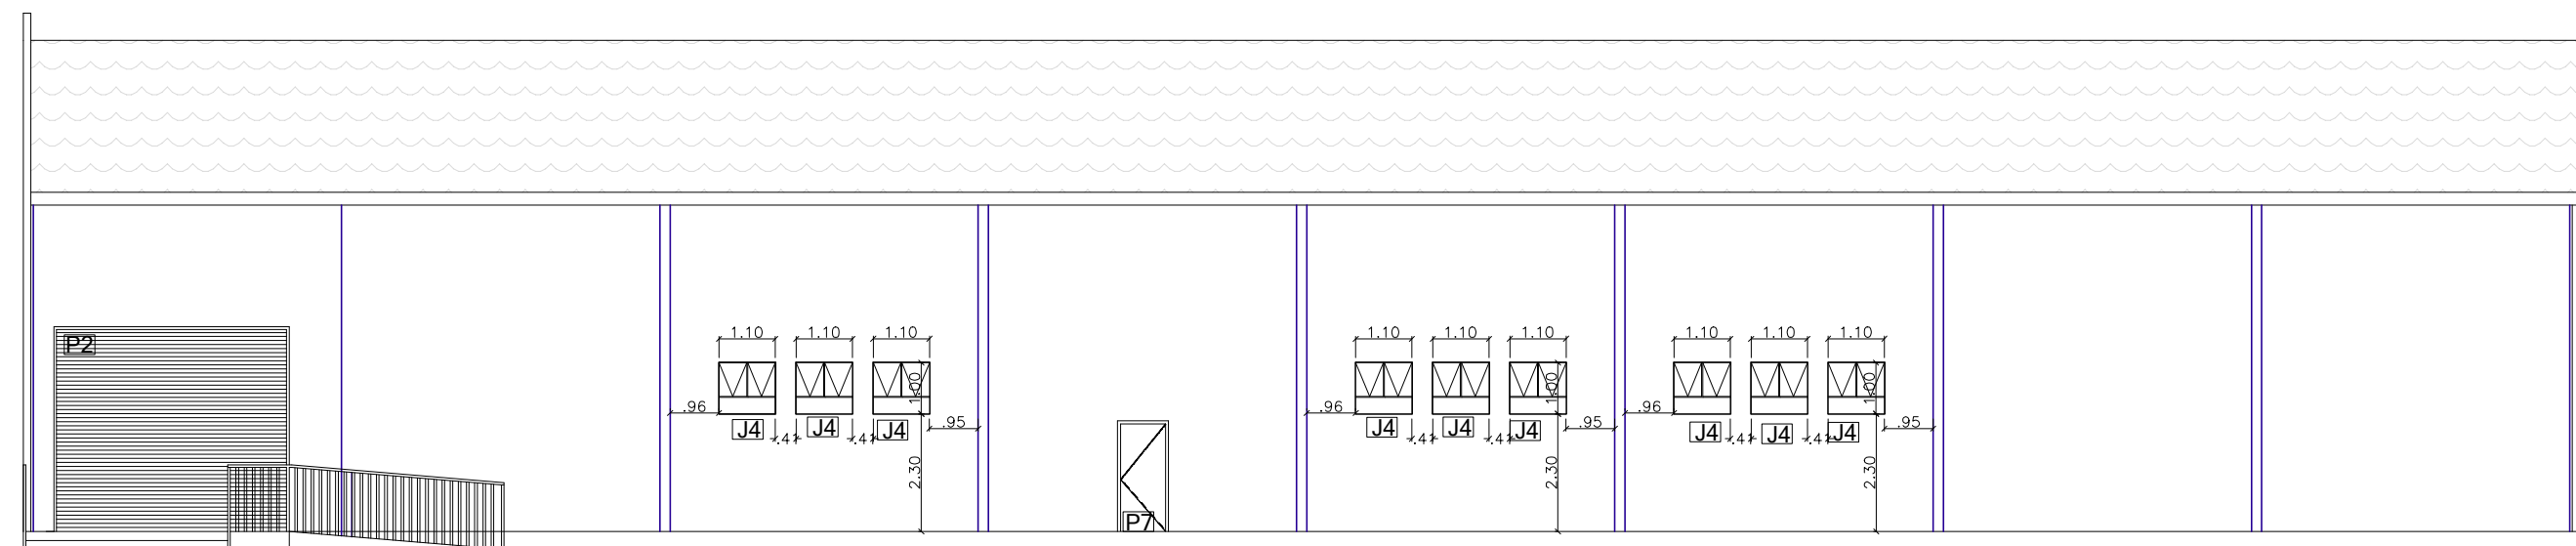 1.10 1.10 1.10 1.10 1.10 1.10 1.10 1.10 1.10
P2
1.00 1.00 1.00
.96 .96 .96
J4 J4 J4 .95 J4 J4 J4 .95 J4 J4 J4 .95
.41 .41 .41 .41 .41 .41
2.30 2.30 2.30
P7